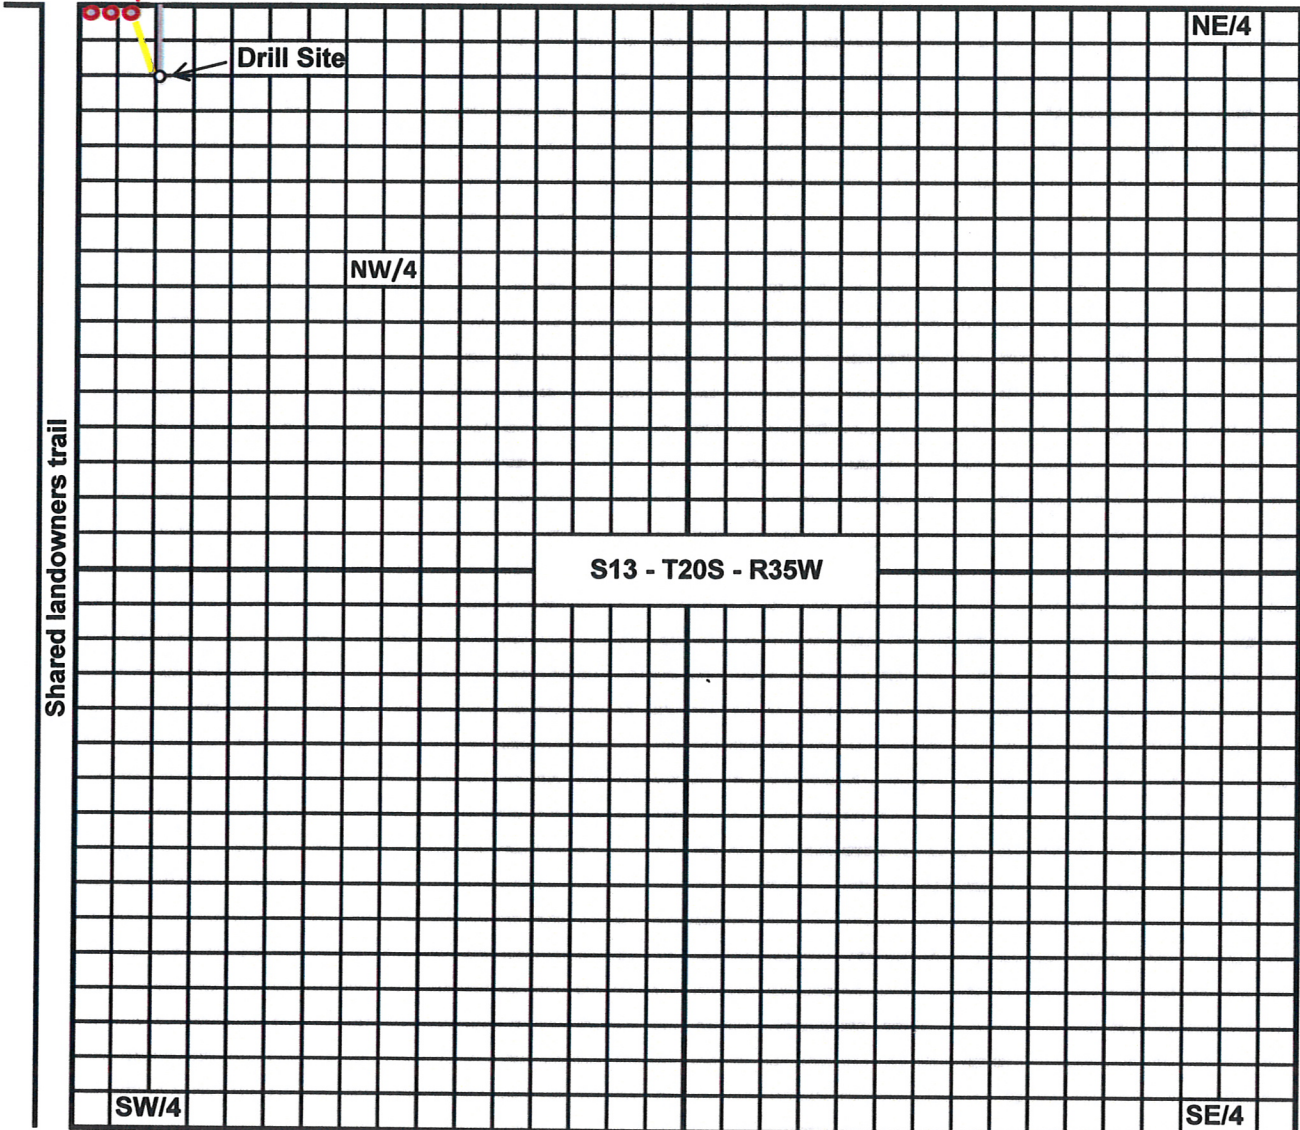 NE/4
Drill Site
NW/4
Shared landowners trail
S13 - T20S - R35W
SW/4
SE/4